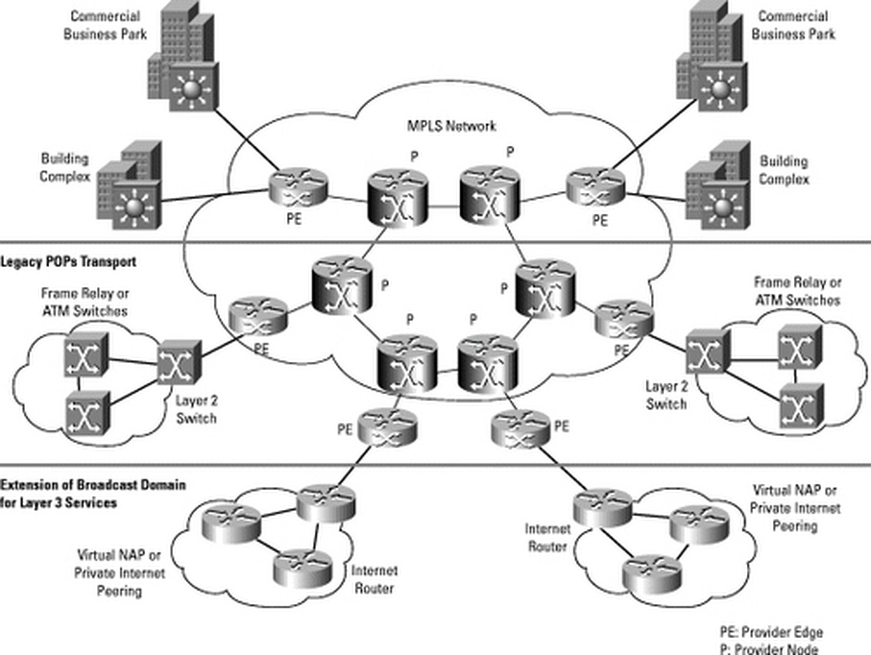 Commercial
Business Park
Commercial
Business Park
MPLS Network
P
P
Building
Complex
Building
Complex
PE
PE
Legacy POPs Transport
Frame Relay or
ATM Switches
P
P
Frame Relay or
ATM Switches
P
P
PE
PE
Layer 2
Switch
Layer 2
Switch
PE
PE
Extension of Broadcast Domain
for Layer 3 Services
Virtual NAP or
Private Internet
Peering
Internet
Router
Virtual NAP or
Private Internet
Peering
Internet
Router
PE: Provider Edge
P: Provider Node